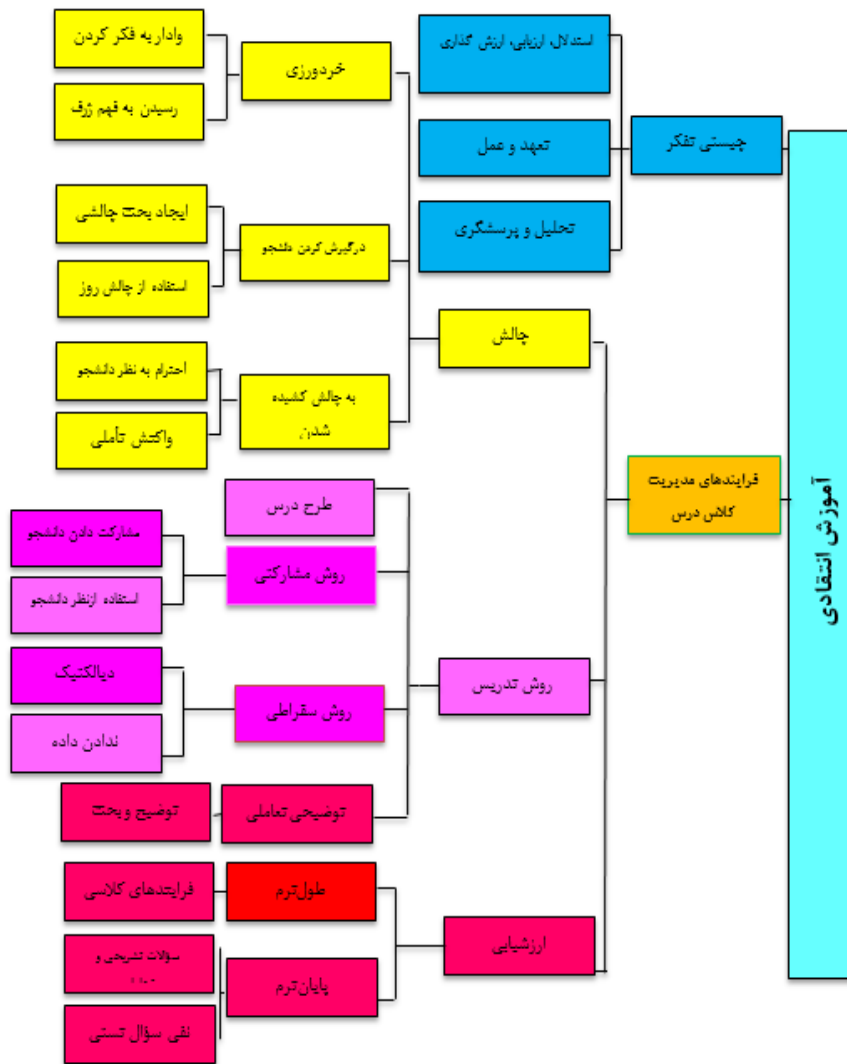 آموزش انتقادی
چیستی تفکر
استدلال، ارزیابی، ارزش گذاری
تعهد و عمل
تحلیل و پرسشگری
فرایندهای مدیریت
کلاس درس
چالش
خردورزی
وادار به فکر کردن
رسیدن به فهم ژرف
درگیرش کردن دانشجو
ایجاد بحث چالشی
استفاده از چالش روز
به چالش کشیده
شدن
احترام به نظر دانشجو
واکنش تأملی
روش تدریس
طرح درس
روش مشارکتی
مشارکت دادن دانشجو
استفاده ازنظر دانشجو
روش سقراطی
دیالکتیک
ندادن داده
توضیحی تعاملی
توضیح و بحث
ارزشیابی
طول‌ترم
فرایندهای کلاسی
پایان‌ترم
سؤالات تشریحی و
نفی سؤال تستی